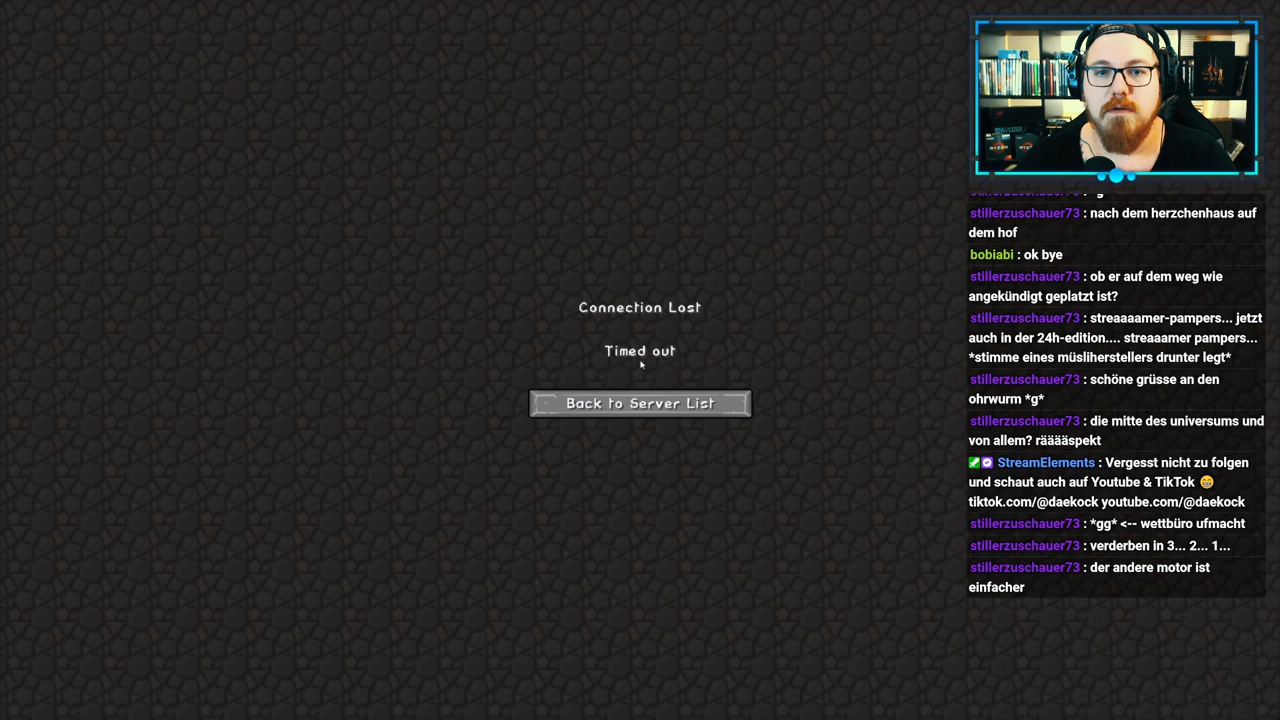 Connection Lost
Timed out
Back to Server List
stillerzuschauer73 : nach dem herzchenhaus auf
dem hof
bobiabi : ok bye
stillerzuschauer73 : ob er auf dem weg wie
angekündigt geplatzt ist?
stillerzuschauer73 : streaaaamer-pampers... jetzt
auch in der 24h-edition.... streaaamer pampers...
*stimme eines müsliherstellers drunter legt*
stillerzuschauer73 : schöne grüsse an den
ohrwurm *g*
stillerzuschauer73 : die mitte des universums und
von allem? rääääspekt
StreamElements : Vergesst nicht zu folgen
und schaut auch auf Youtube & TikTok 😁
tiktok.com/@daekock youtube.com/@daekock
stillerzuschauer73 : *gg* <-- wettbüro ufmacht
stillerzuschauer73 : verderben in 3... 2... 1...
stillerzuschauer73 : der andere motor ist
einfacher
RYZEN